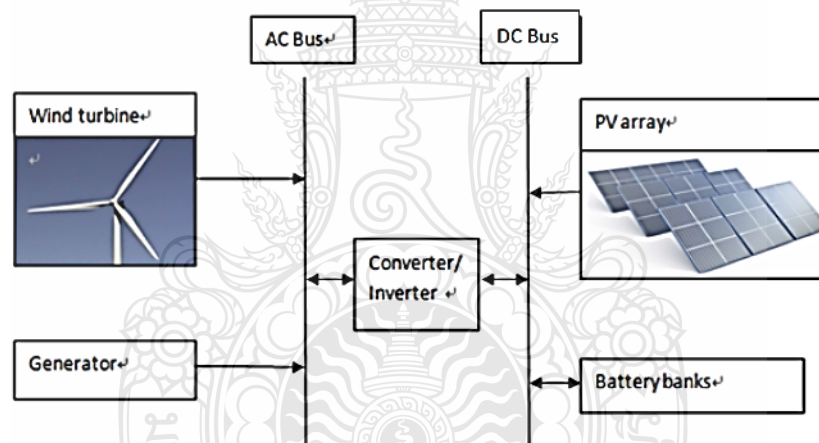 AC Bus
DC Bus
Wind turbine
PV array
Converter/
Inverter
Generator
Battery banks